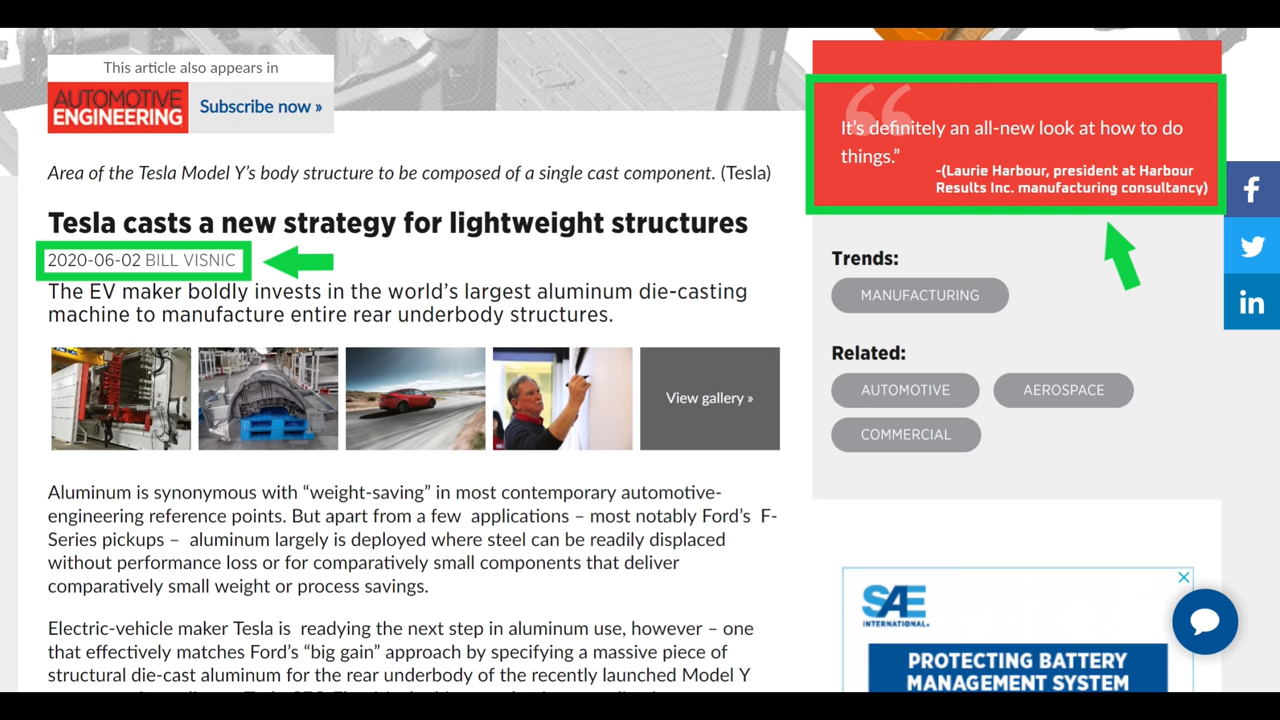 This article also appears in
AUTOMOTIVE
ENGINEERING
Subscribe now »
Area of the Tesla Model Y's body structure to be composed of a single cast component. (Tesla)
Tesla casts a new strategy for lightweight structures
2020-06-02 BILL VISNIC
The EV maker boldly invests in the world's largest aluminum die-casting
machine to manufacture entire rear underbody structures.
View gallery »
Aluminum is synonymous with “weight-saving” in most contemporary automotive-
engineering reference points. But apart from a few applications – most notably Ford's F-
Series pickups – aluminum largely is deployed where steel can be readily displaced
without performance loss or for comparatively small components that deliver
comparatively small weight or process savings.
Electric-vehicle maker Tesla is readying the next step in aluminum use, however – one
that effectively matches Ford's “big gain” approach by specifying a massive piece of
structural die-cast aluminum for the rear underbody of the recently launched Model Y
“
It's definitely an all-new look at how to do
things.”
-(Laurie Harbour, president at Harbour
Results Inc. manufacturing consultancy)
Trends:
MANUFACTURING
Related:
AUTOMOTIVE
AEROSPACE
COMMERCIAL
SAE
INTERNATIONAL.
PROTECTING BATTERY
MANAGEMENT SYSTEM